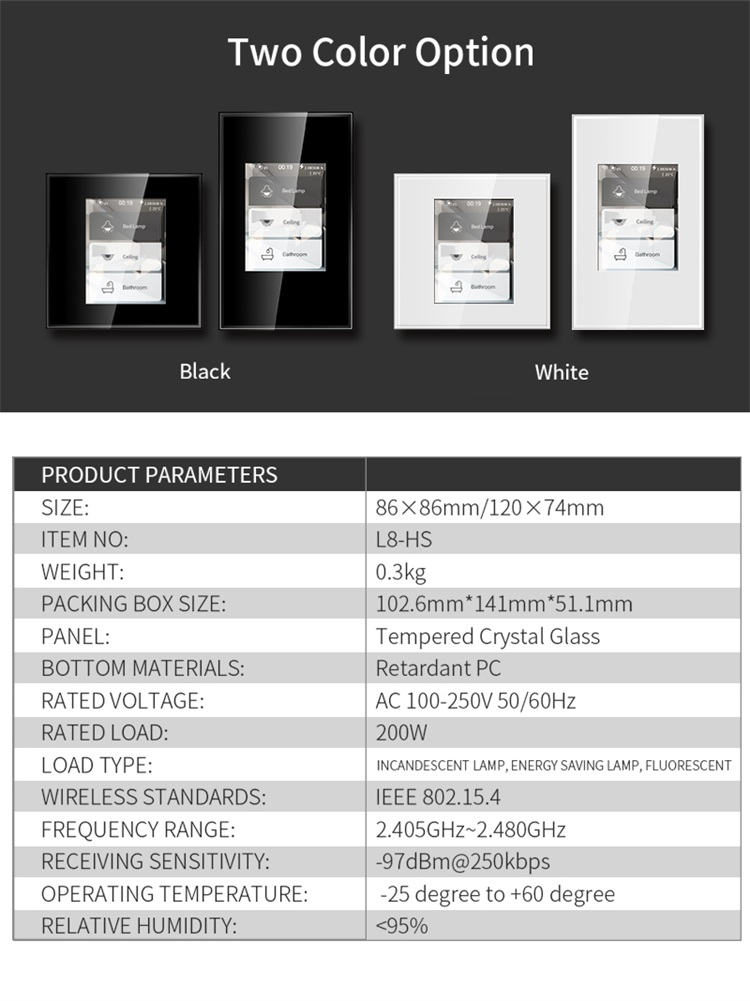 Two Color Option
00:19
Bed Lamp
Ceiling
Bathroom
00:19
Bed Lamp
Ceiling
Bathroom
00:19
Bed Lamp
Ceiling
Bathroom
00:19
Bed Lamp
Ceiling
Bathroom
Black
White
PRODUCT PARAMETERS
SIZE: 86×86mm/120×74mm
ITEM NO: L8-HS
WEIGHT: 0.3kg
PACKING BOX SIZE: 102.6mm*141mm*51.1mm
PANEL: Tempered Crystal Glass
BOTTOM MATERIALS: Retardant PC
RATED VOLTAGE: AC 100-250V 50/60Hz
RATED LOAD: 200W
LOAD TYPE: INCANDESCENT LAMP, ENERGY SAVING LAMP, FLUORESCENT
WIRELESS STANDARDS: IEEE 802.15.4
FREQUENCY RANGE: 2.405GHz~2.480GHz
RECEIVING SENSITIVITY: -97dBm@250kbps
OPERATING TEMPERATURE: -25 degree to +60 degree
RELATIVE HUMIDITY: <95%